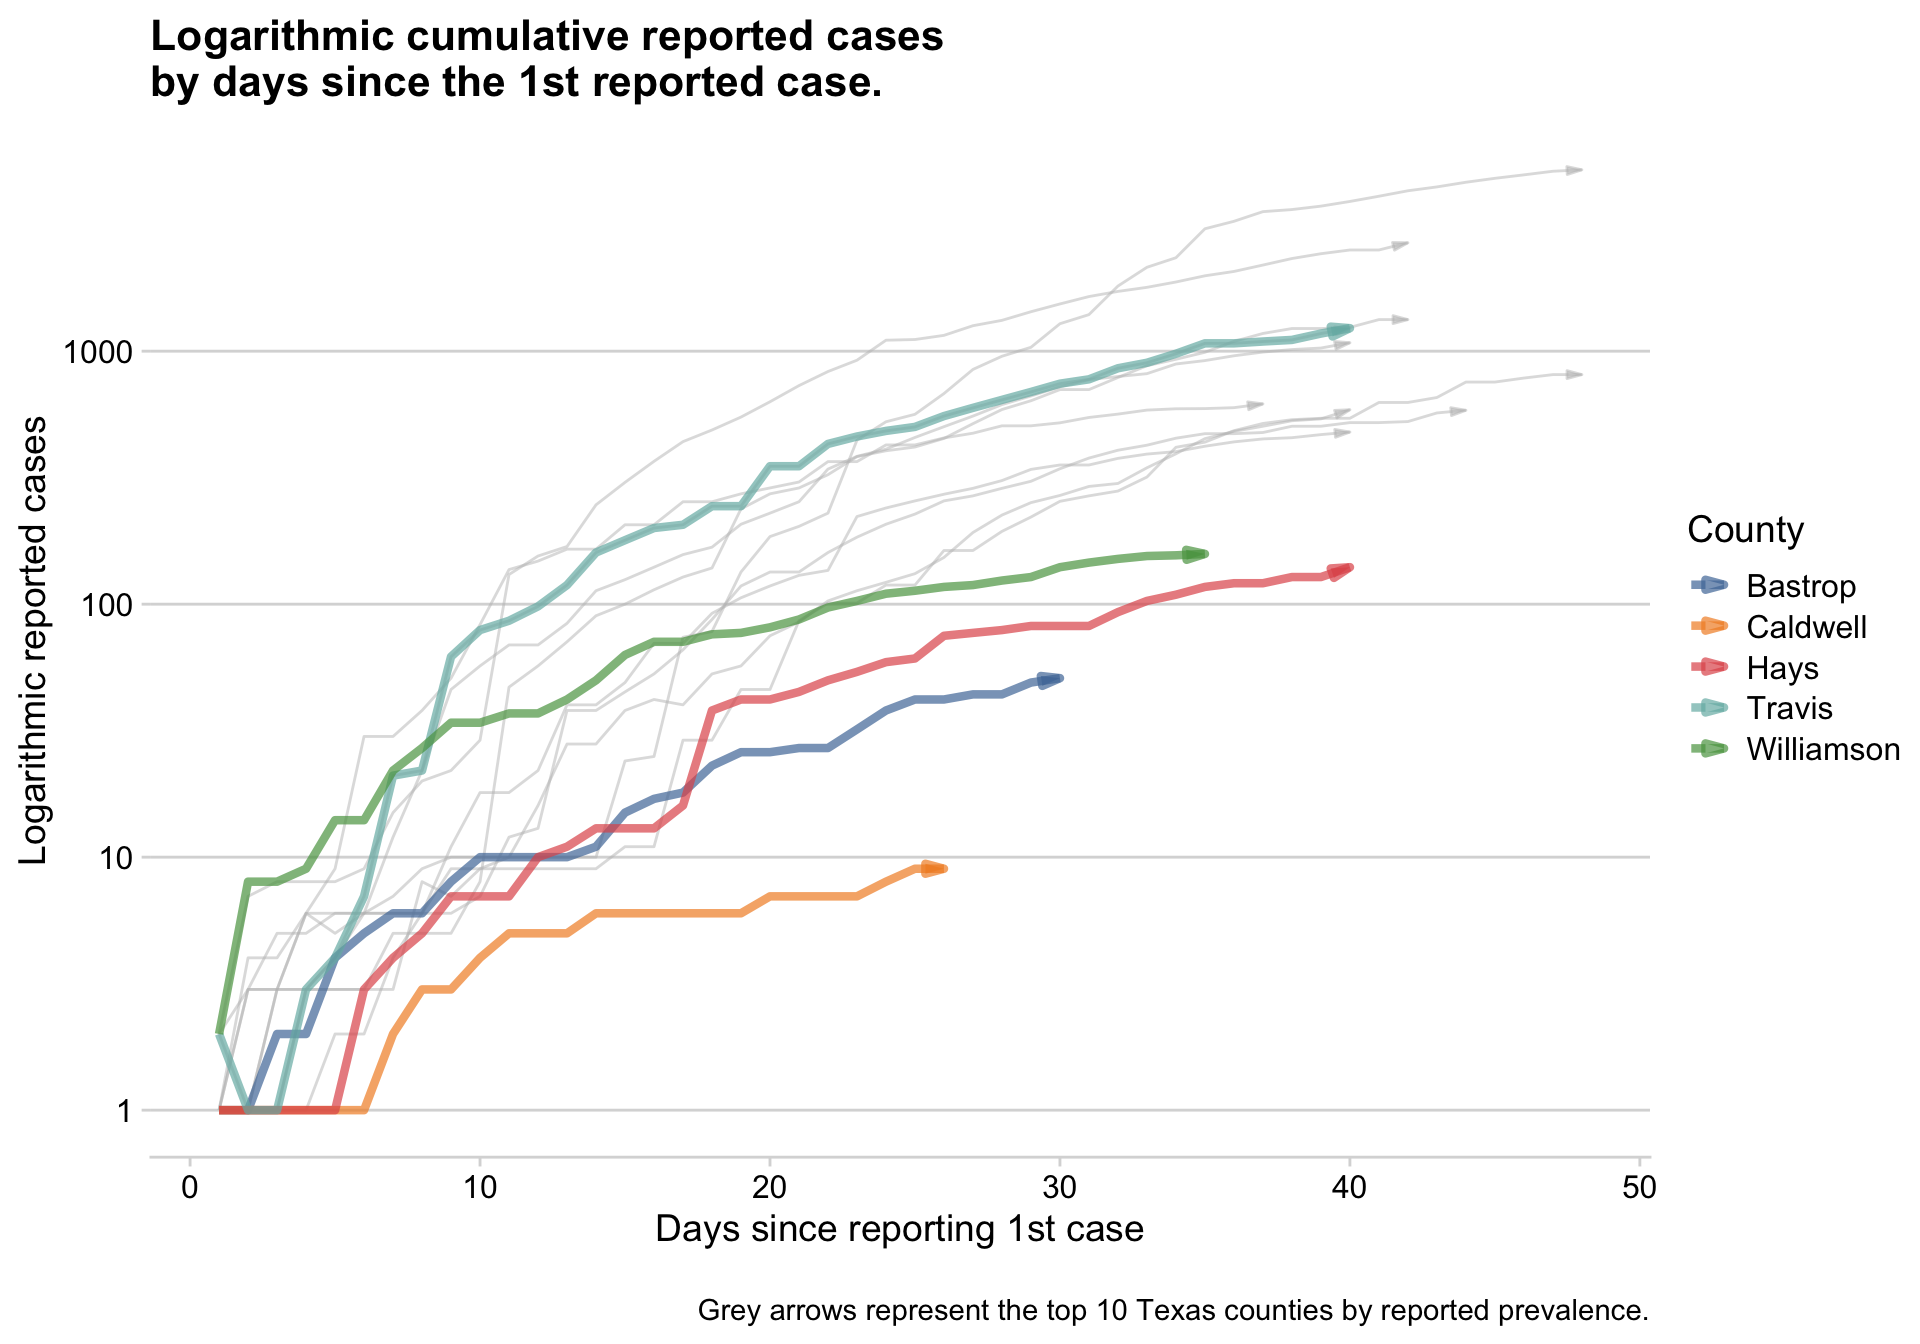 Logarithmic cumulative reported cases
by days since the 1st reported case.
Logarithmic reported cases
1000
100
10
1
0 10 20 30 40 50
Days since reporting 1st case
County
Bastrop
Caldwell
Hays
Travis
Williamson
Grey arrows represent the top 10 Texas counties by reported prevalence.